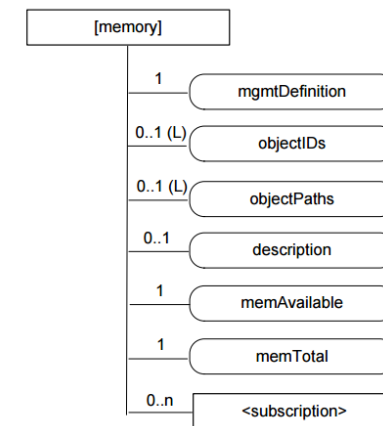 [memory]
1
mgmtDefinition
0..1 (L)
objectIDs
0..1 (L)
objectPaths
0..1
description
1
memAvailable
1
memTotal
0..n
<subscription>